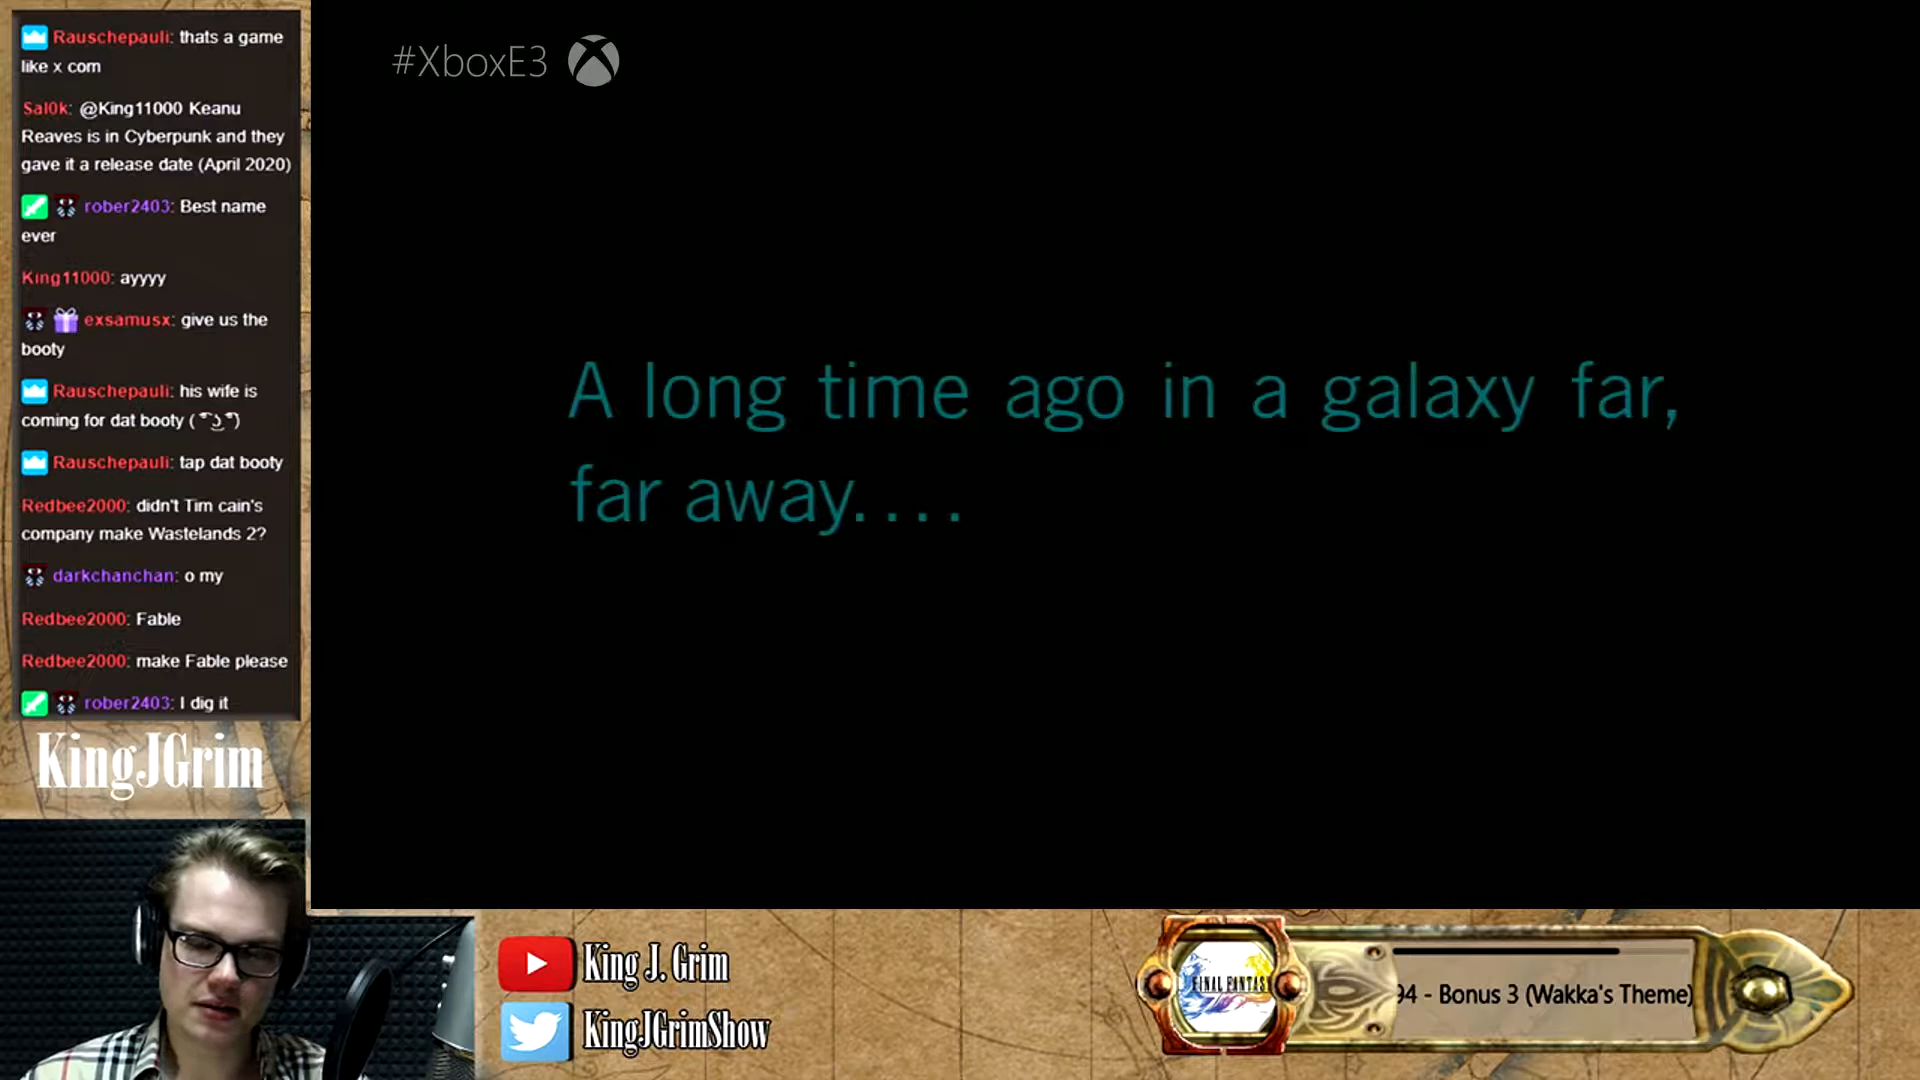 Rauschepauli: thats a game
like x com
Sal0k: @King11000 Keanu
Reaves is in Cyberpunk and they
gave it a release date (April 2020)
rober2403: Best name
ever
King11000: ayyyy
exsamusx: give us the
booty
Rauschepauli: his wife is
coming for dat booty ( ͡° ͜ʖ ͡°)
Rauschepauli: tap dat booty
Redbee2000: didn't Tim cain's
company make Wastelands 2?
darkchanchan: o my
Redbee2000: Fable
Redbee2000: make Fable please
rober2403: I dig it
KingJGrim
#XboxE3
A long time ago in a galaxy far,
far away....
King J. Grim
KingJGrimShow
FINAL FANTASY
94 - Bonus 3 (Wakka's Theme)